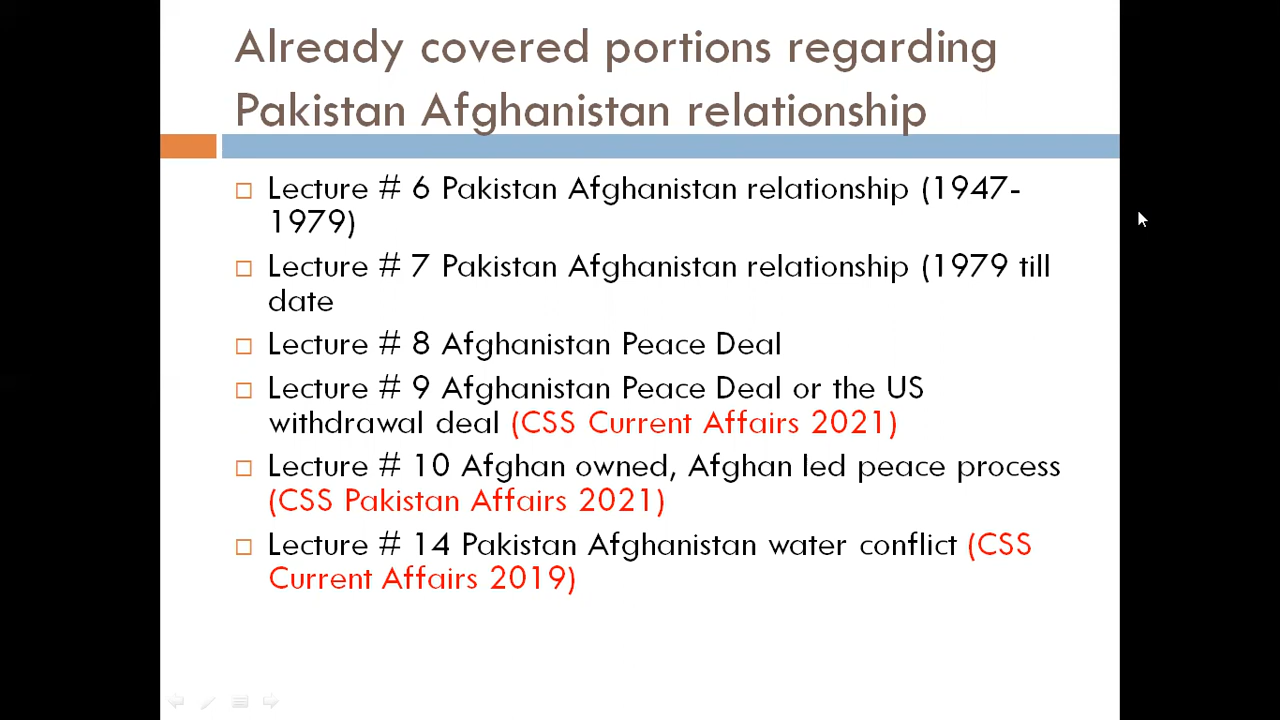 Already covered portions regarding
Pakistan Afghanistan relationship
Lecture # 6 Pakistan Afghanistan relationship (1947-
1979)
Lecture # 7 Pakistan Afghanistan relationship (1979 till
date
Lecture # 8 Afghanistan Peace Deal
Lecture # 9 Afghanistan Peace Deal or the US
withdrawal deal (CSS Current Affairs 2021)
Lecture # 10 Afghan owned, Afghan led peace process
(CSS Pakistan Affairs 2021)
Lecture # 14 Pakistan Afghanistan water conflict (CSS
Current Affairs 2019)